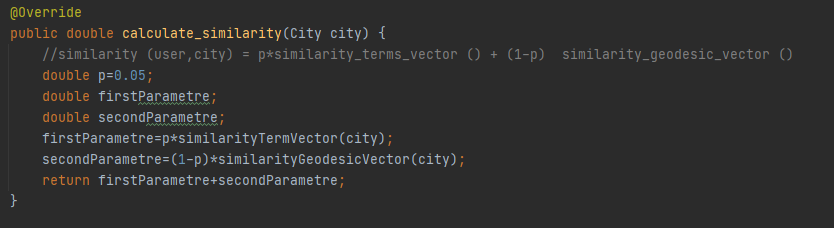 @Override
public double calculate_similarity(City city) {
//similarity (user,city) = p*similarity_terms_vector () + (1-p)  similarity_geodesic_vector ()
double p=0.05;
double firstParametre;
double secondParametre;
firstParametre=p*similarityTermVector(city);
secondParametre=(1-p)*similarityGeodesicVector(city);
return firstParametre+secondParametre;
}